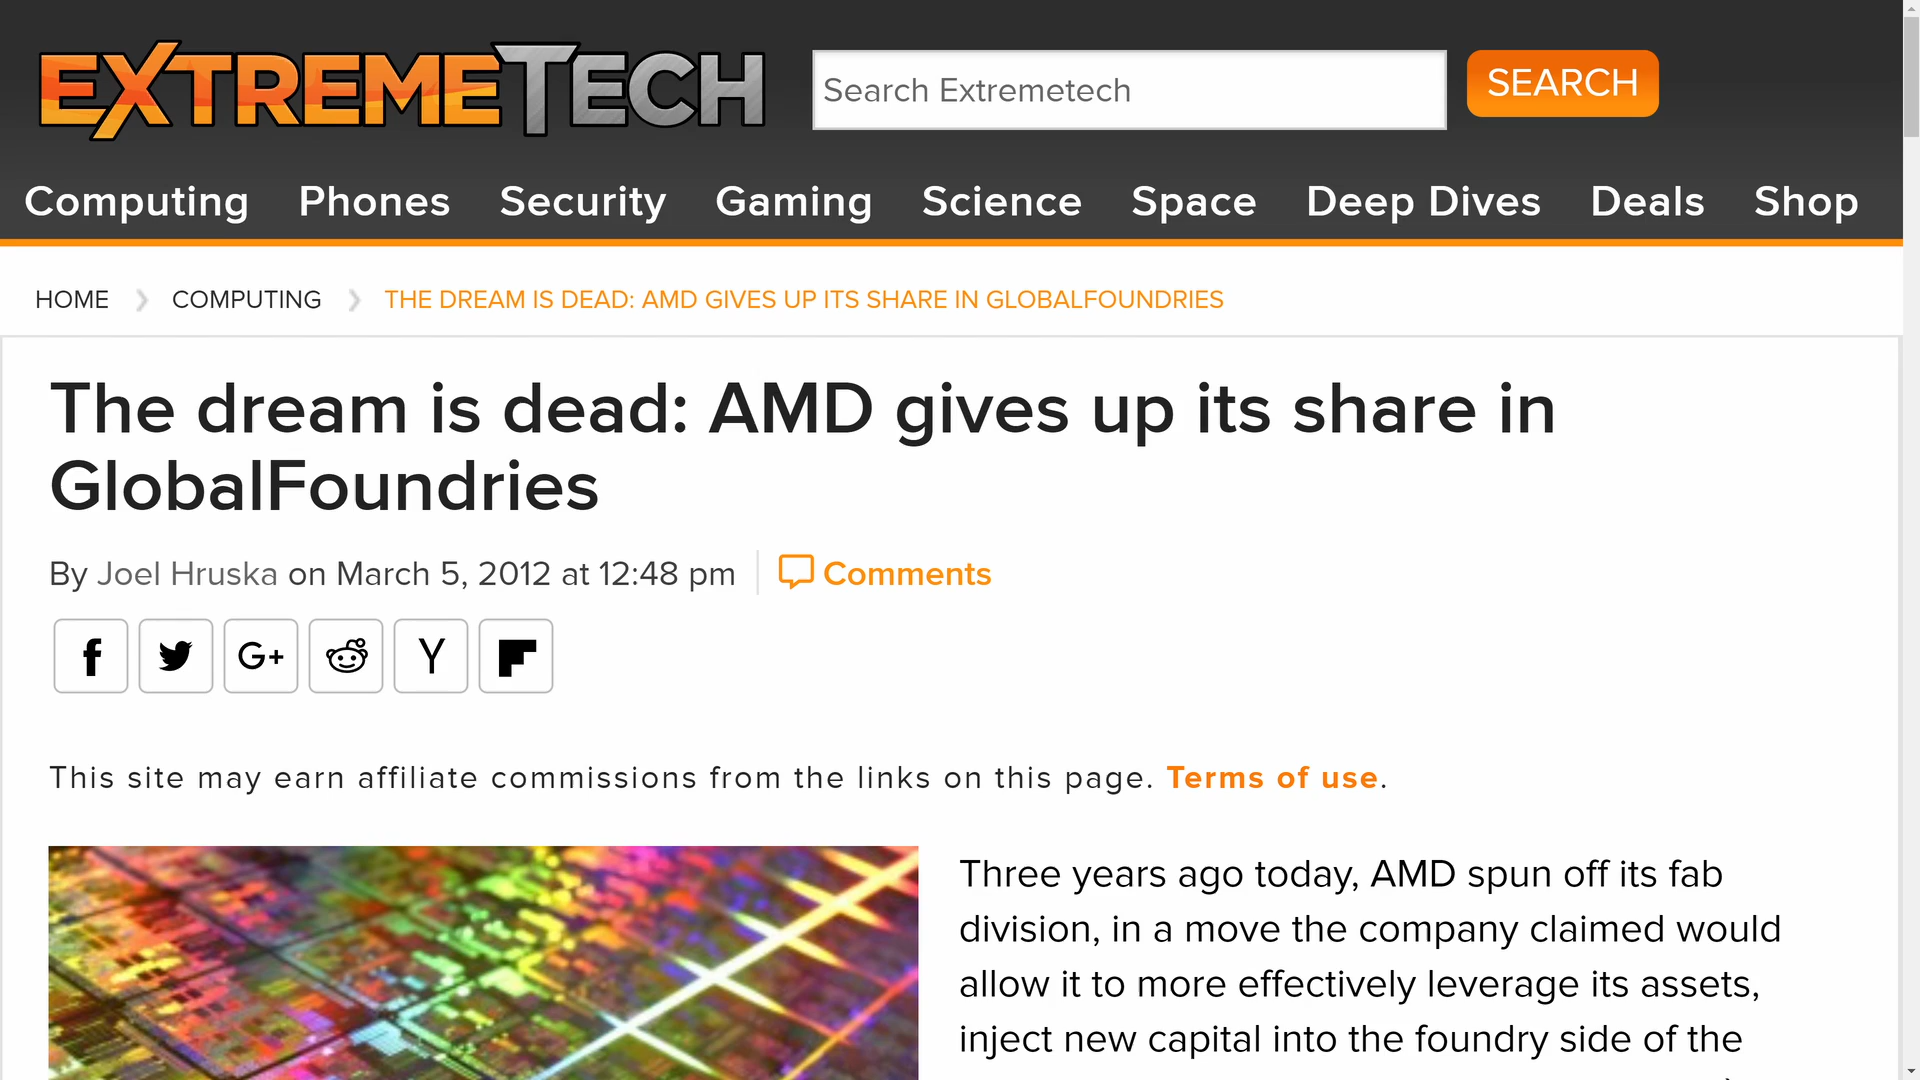 EXTREMETECH
Search Extremetech
SEARCH
Computing Phones Security Gaming Science Space Deep Dives Deals Shop
HOME COMPUTING THE DREAM IS DEAD: AMD GIVES UP ITS SHARE IN GLOBALFOUNDRIES
The dream is dead: AMD gives up its share in
GlobalFoundries
By Joel Hruska on March 5, 2012 at 12:48 pm Comments
f G+ Y
This site may earn affiliate commissions from the links on this page. Terms of use.
Three years ago today, AMD spun off its fab
division, in a move the company claimed would
allow it to more effectively leverage its assets,
inject new capital into the foundry side of the